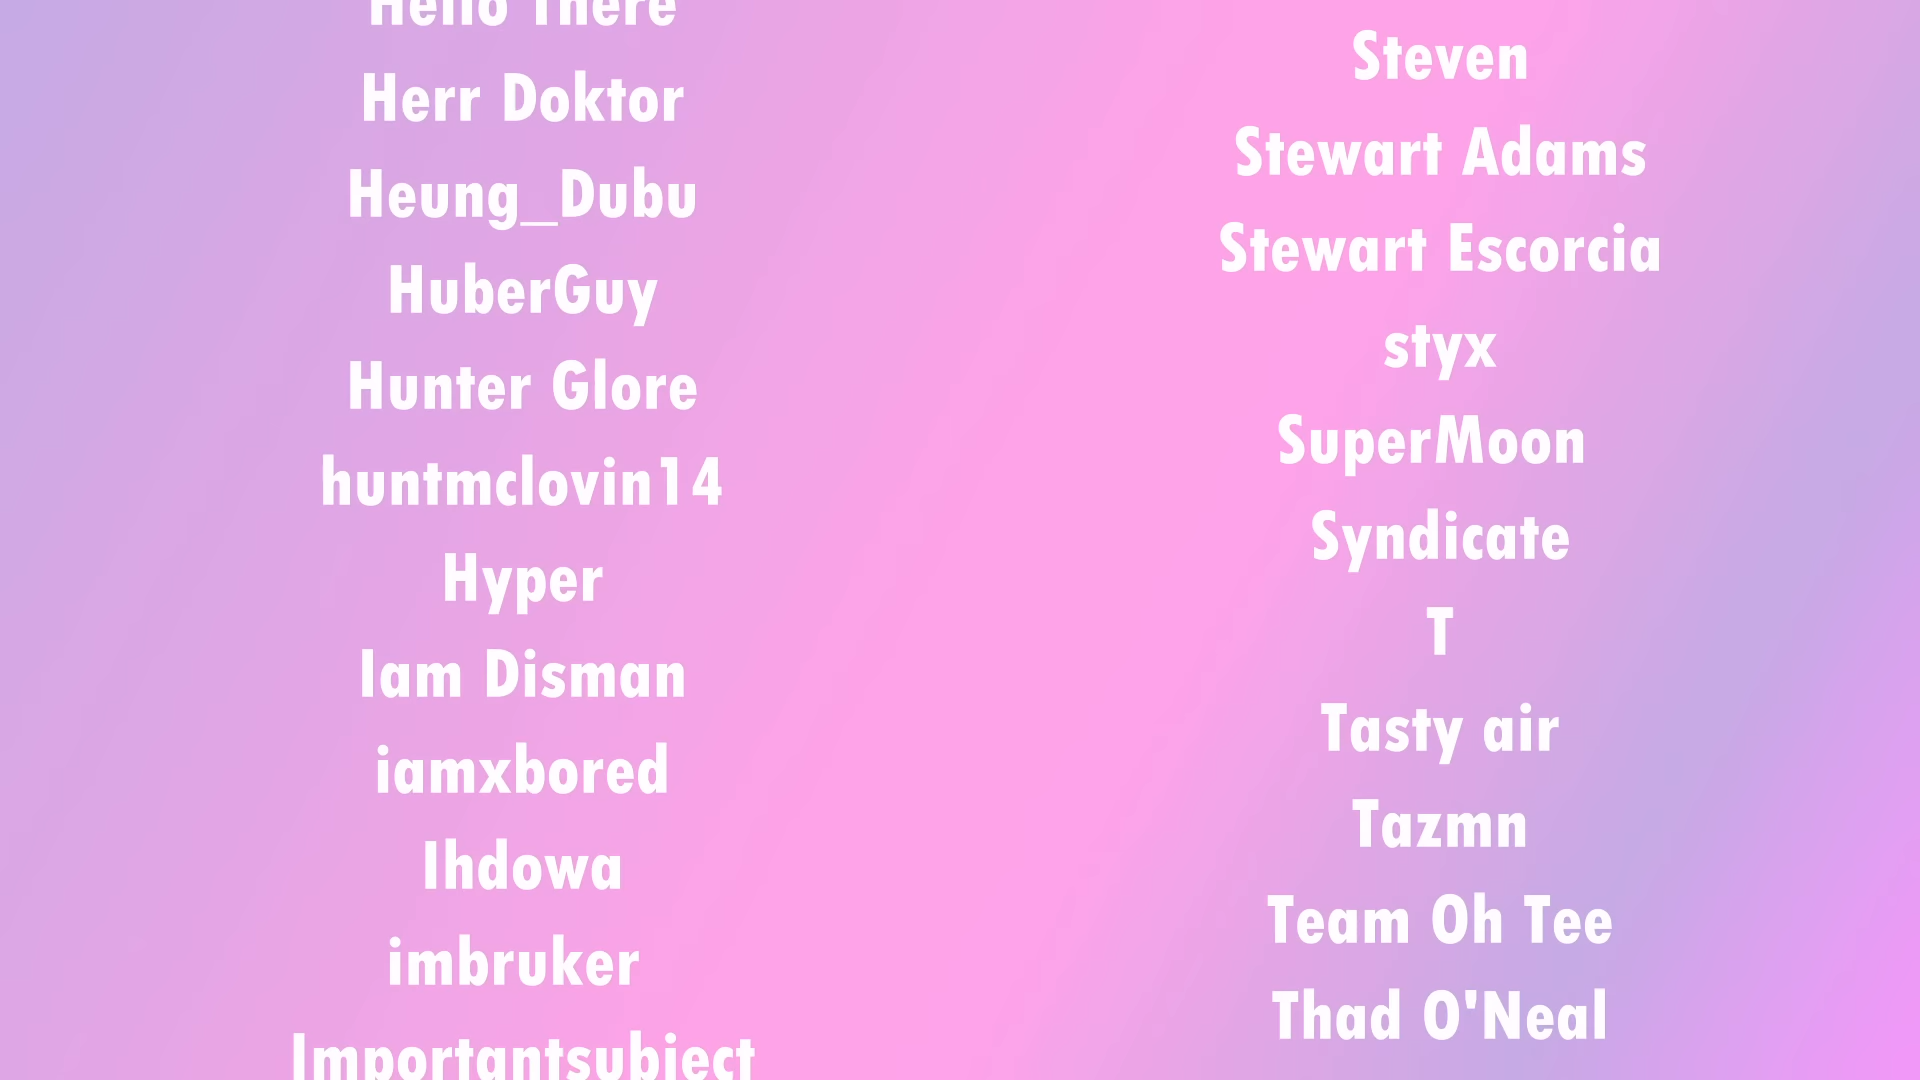 Hello There
Herr Doktor
Heung_Dubu
HuberGuy
Hunter Glore
huntmclovin14
Hyper
Iam Disman
iamxbored
Ihdowa
imbruker
Importantsubject
Steven
Stewart Adams
Stewart Escorcia
styx
SuperMoon
Syndicate
T
Tasty air
Tazmn
Team Oh Tee
Thad O'Neal